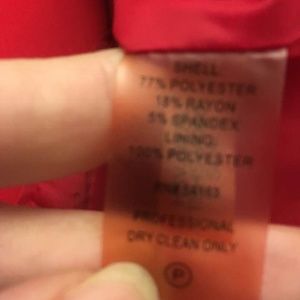 SHELL:
77% POLYESTER
18% RAYON
5% SPANDEX
LINING:
100% POLYESTER
PROFESSIONAL
DRY CLEAN ONLY
P